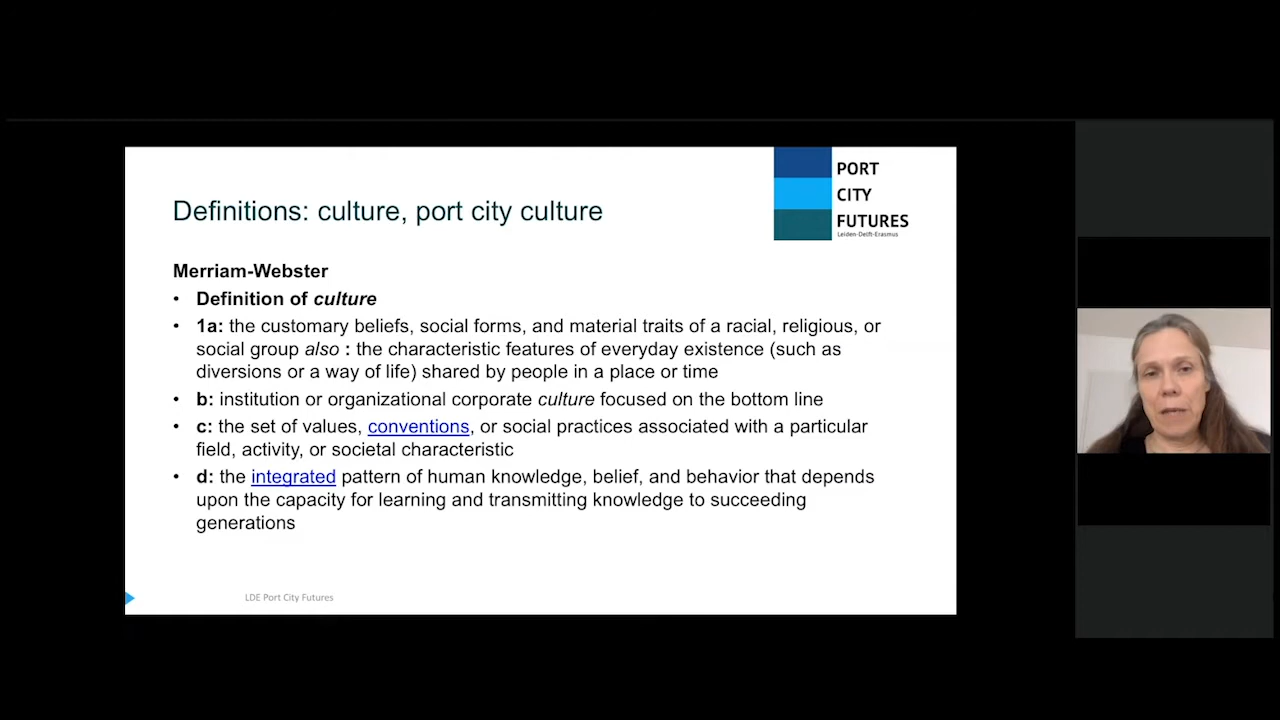 PORT
CITY
FUTURES
Leiden-Delft-Erasmus
Definitions: culture, port city culture
Merriam-Webster
• Definition of culture
• 1a: the customary beliefs, social forms, and material traits of a racial, religious, or
social group also : the characteristic features of everyday existence (such as
diversions or a way of life) shared by people in a place or time
• b: institution or organizational corporate culture focused on the bottom line
• c: the set of values, conventions, or social practices associated with a particular
field, activity, or societal characteristic
• d: the integrated pattern of human knowledge, belief, and behavior that depends
upon the capacity for learning and transmitting knowledge to succeeding
generations
LDE Port City Futures